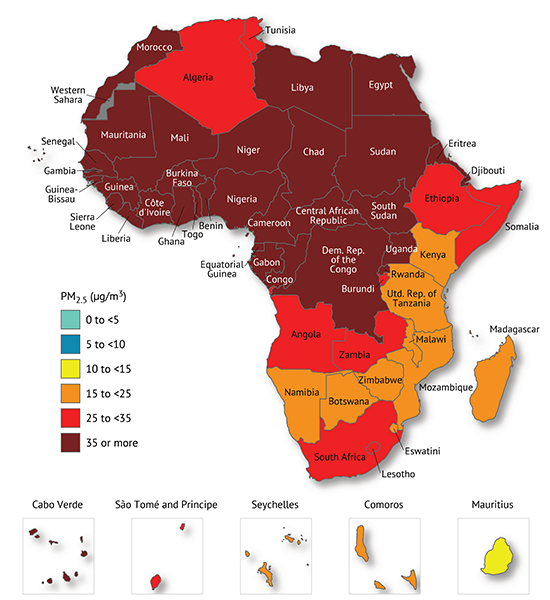 Tunisia
Morocco
Algeria
Libya
Egypt
Western
Sahara
Mauritania
Mali
Niger
Chad
Sudan
Eritrea
Senegal
Djibouti
Gambia
Guinea-
Bissau
Guinea
Burkina
Faso
Nigeria
Ethiopia
Sierra
Leone
Côte
d'Ivoire
Liberia
Ghana
Togo
Benin
Cameroon
Central African
Republic
South
Sudan
Somalia
Equatorial
Guinea
Gabon
Congo
Dem. Rep.
of the
Congo
Uganda
Kenya
Rwanda
Burundi
Utd. Rep. of
Tanzania
PM2.5 (µg/m³)
0 to <5
5 to <10
10 to <15
15 to <25
25 to <35
35 or more
Angola
Zambia
Malawi
Madagascar
Zimbabwe
Mozambique
Namibia
Botswana
South Africa
Eswatini
Lesotho
Cabo Verde
São Tomé and Principe
Seychelles
Comoros
Mauritius